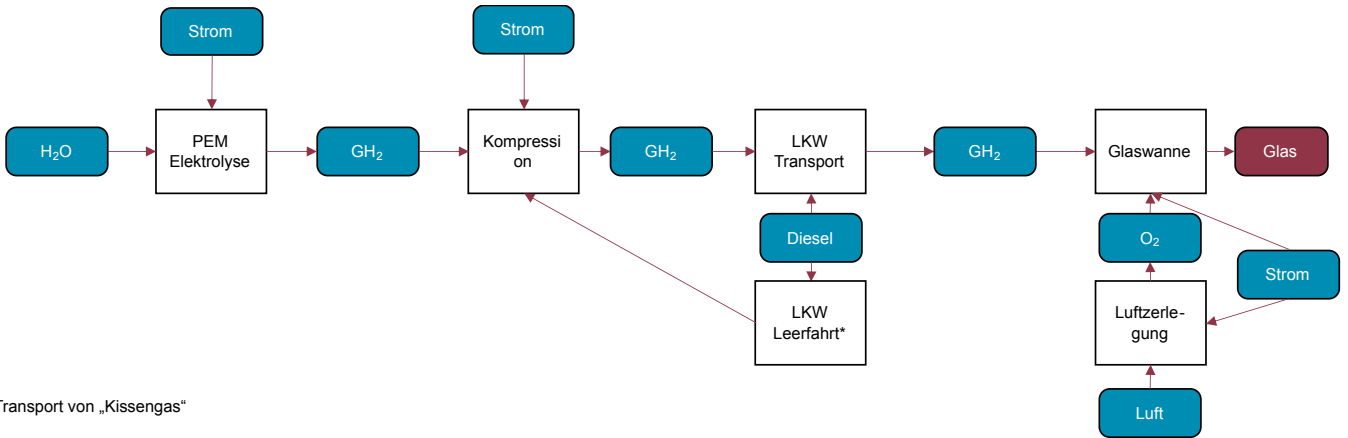 Strom
Strom
H₂O
PEM
Elektrolyse
GH₂
Kompressi
on
GH₂
LKW
Transport
GH₂
Glaswanne
Glas
Diesel
O₂
Strom
LKW
Leerfahrt*
Luftzerle-
gung
Transport von „Kissengas“
Luft